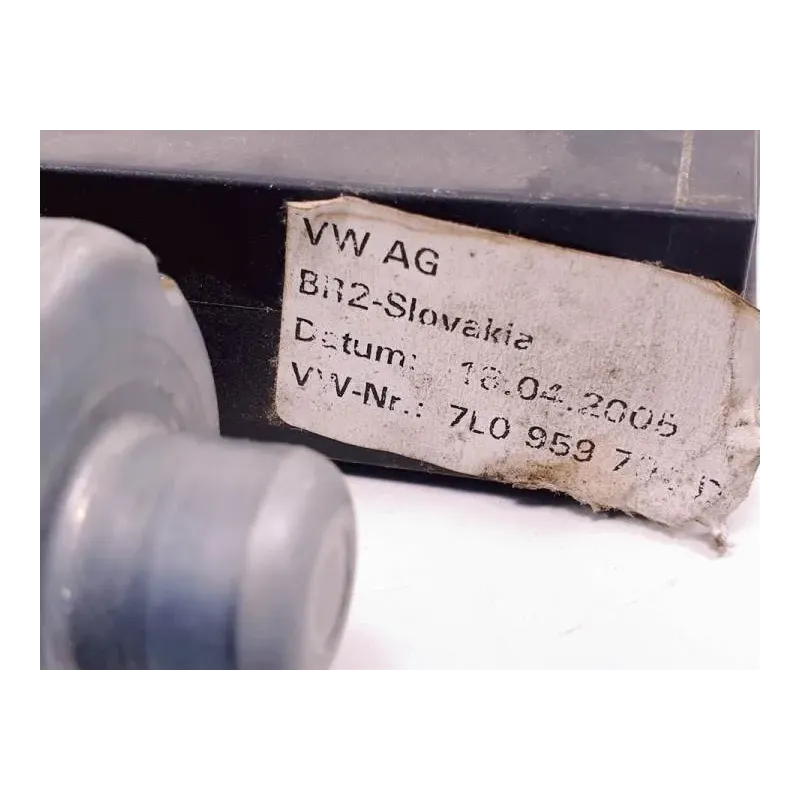 VW AG
BR2-Slovakia
Datum: 18.04.2005
VW-Nr.: 7L0 959